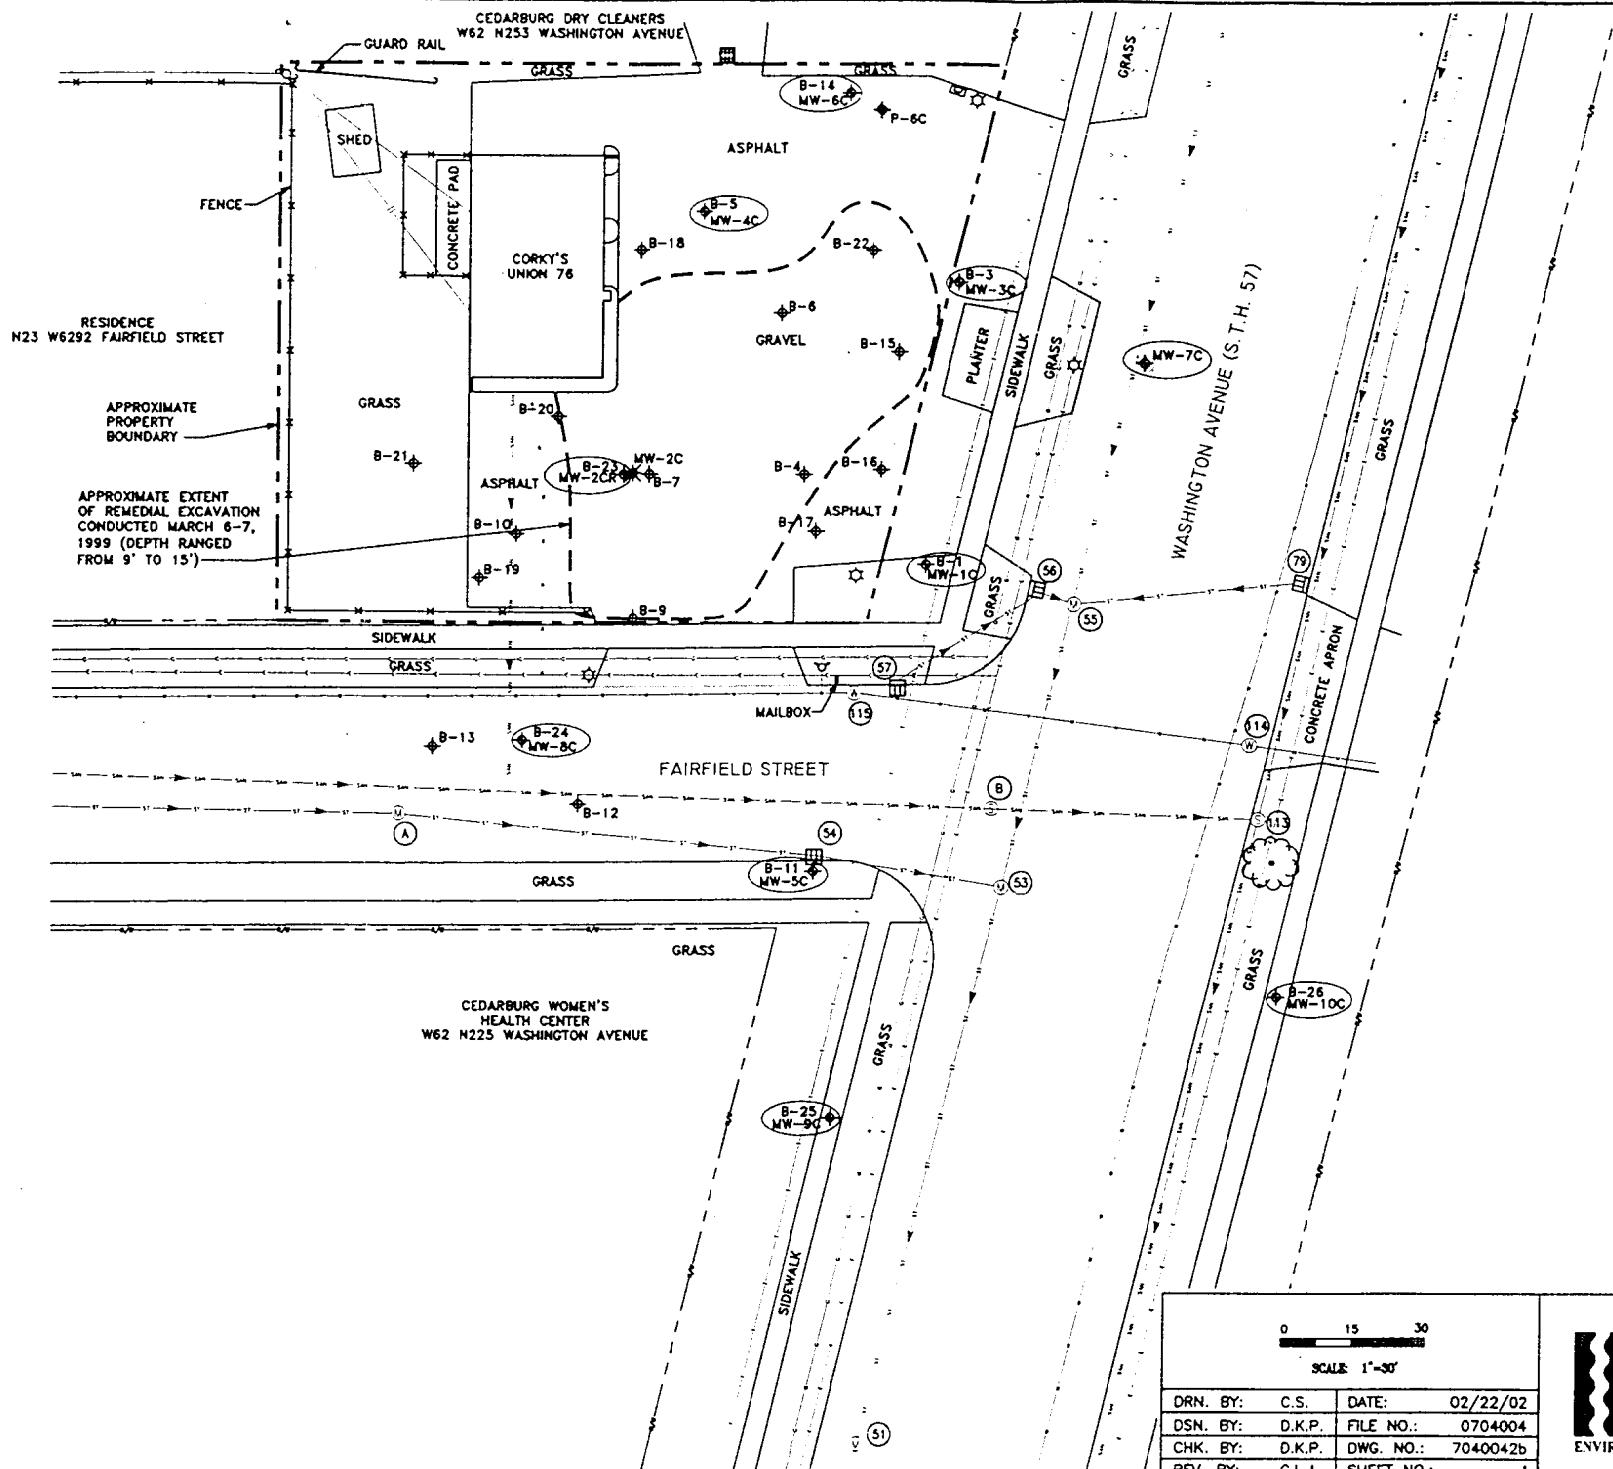 CEDARBURG DRY CLEANERS
W62 N253 WASHINGTON AVENUE
GUARD RAIL
GRASS
GRASS
GRASS
B-14
MW-6C
P-6C
SHED
ASPHALT
FENCE
CONCRETE PAD
B-5
MW-4C
B-18
B-22
CORKY'S
UNION 76
B-3
MW-3C
B-6
RESIDENCE
N23 W6292 FAIRFIELD STREET
GRAVEL
B-15
PLANTER
SIDEWALK
GRASS
MW-7C
WASHINGTON AVENUE (S.T.H. 57)
APPROXIMATE
PROPERTY
BOUNDARY
GRASS
B-20
GRASS
B-21
B-23
MW-2CR
MW-2C
B-7
B-4
B-16
ASPHALT
APPROXIMATE EXTENT
OF REMEDIAL EXCAVATION
CONDUCTED MARCH 6-7,
1999 (DEPTH RANGED
FROM 9' TO 15')
B-10
B-17
ASPHALT
B-19
B-1
MW-1C
GRASS
56
79
55
B-9
SIDEWALK
GRASS
57
MAILBOX
115
114
CONCRETE APRON
B-13
B-24
MW-8C
FAIRFIELD STREET
B
B-12
A
54
113
B-11
MW-5C
GRASS
53
GRASS
GRASS
B-26
MW-10C
CEDARBURG WOMEN'S
HEALTH CENTER
W62 N225 WASHINGTON AVENUE
GRASS
B-25
MW-9C
SIDEWALK
51
0 15 30
SCALE 1"=30'
DRN. BY: C.S. DATE: 02/22/02
DSN. BY: D.K.P. FILE NO.: 0704004
CHK. BY: D.K.P. DWG. NO.: 7040042b
ENVIR